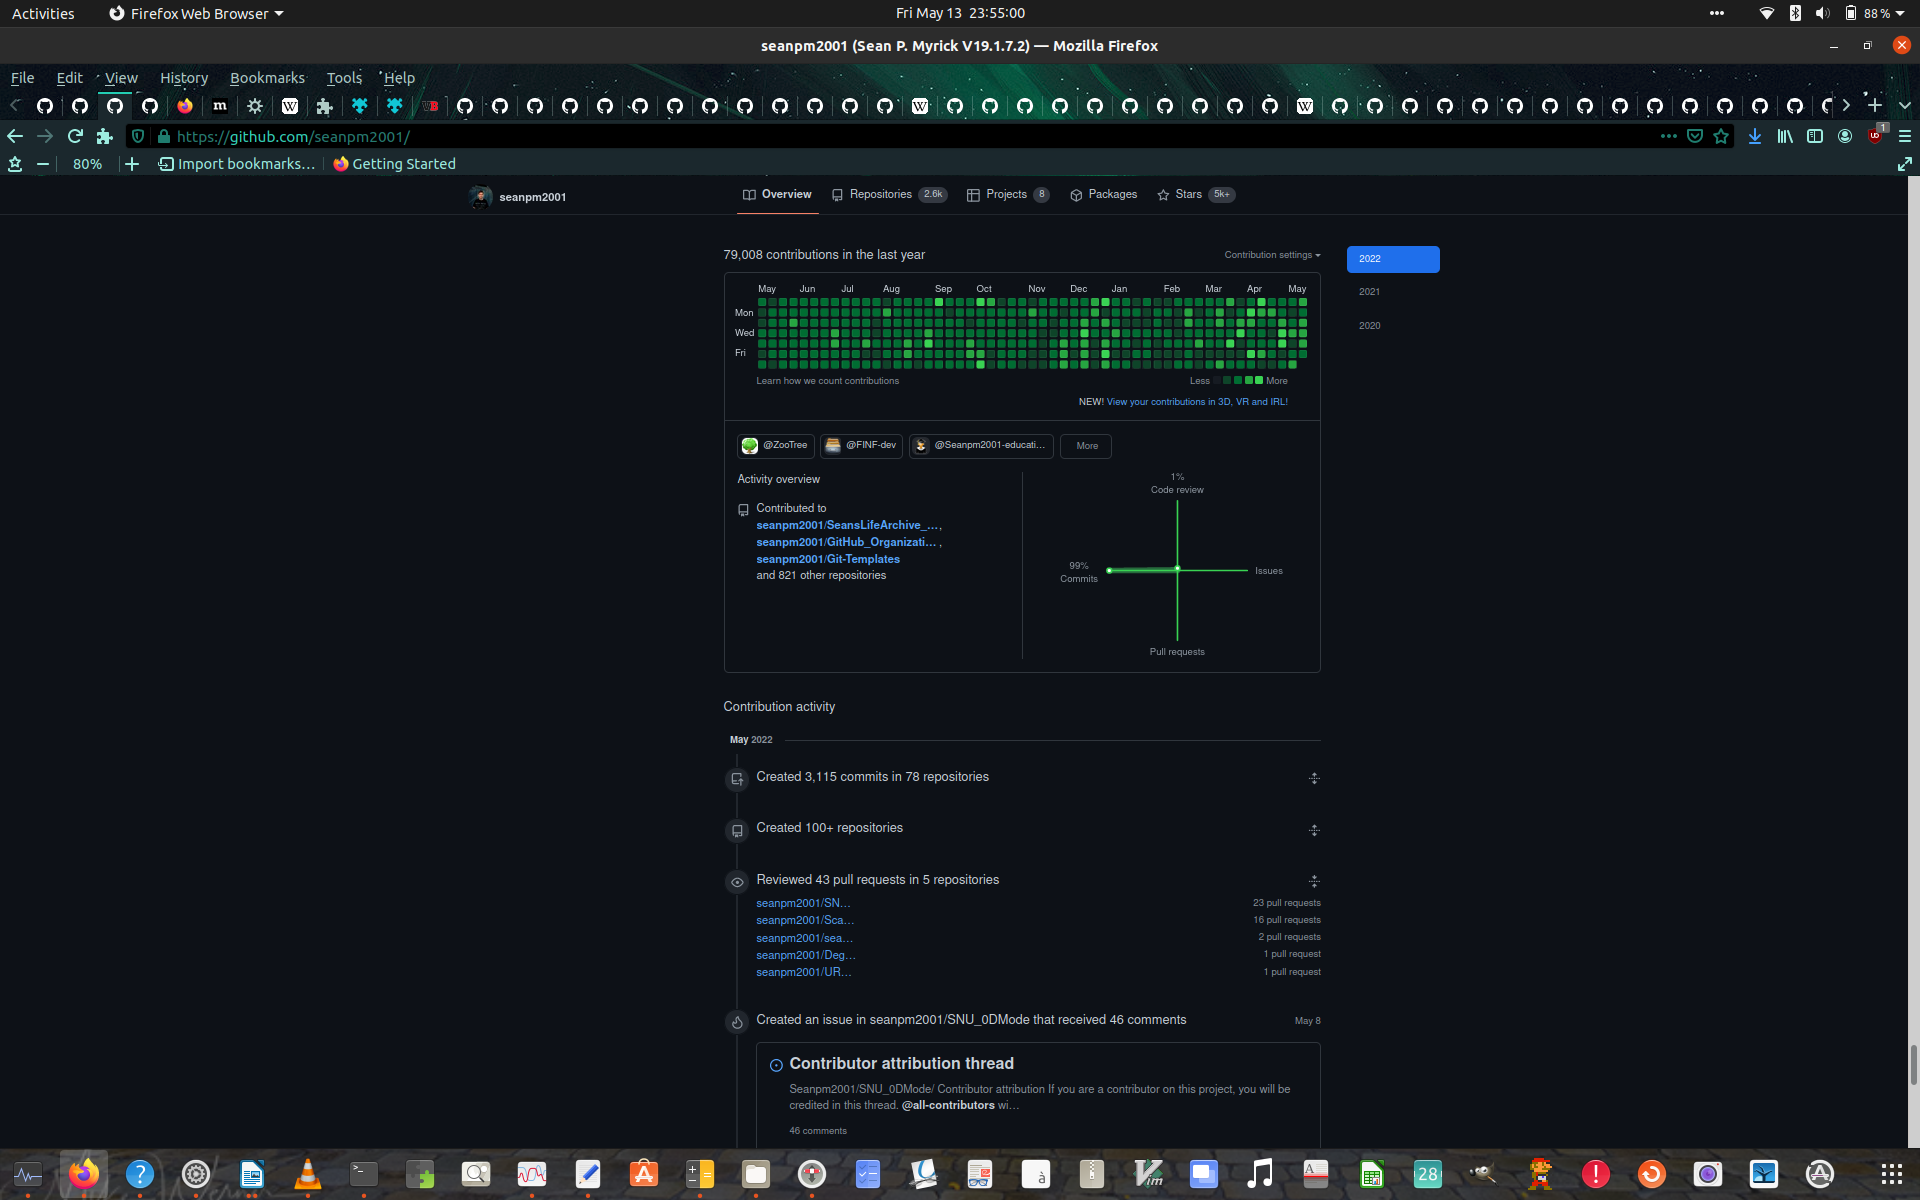 Activities
Firefox Web Browser
Fri May 13  23:55:00
88 %
seanpm2001 (Sean P. Myrick V19.1.7.2) — Mozilla Firefox
File Edit View History Bookmarks Tools Help
https://github.com/seanpm2001/
1
80%
Import bookmarks...
Getting Started
seanpm2001
Overview
Repositories 2.6k
Projects 8
Packages
Stars 5k+
79,008 contributions in the last year
Contribution settings
2022
2021
2020
May Jun Jul Aug Sep Oct Nov Dec Jan Feb Mar Apr May
Mon
Wed
Fri
Learn how we count contributions
Less More
NEW! View your contributions in 3D, VR and IRL!
@ZooTree
@FINF-dev
@Seanpm2001-educati...
More
Activity overview
Contributed to
seanpm2001/SeansLifeArchive_... ,
seanpm2001/GitHub_Organizati... ,
seanpm2001/Git-Templates
and 821 other repositories
1%
Code review
99%
Commits
Issues
Pull requests
Contribution activity
May 2022
Created 3,115 commits in 78 repositories
Created 100+ repositories
Reviewed 43 pull requests in 5 repositories
seanpm2001/SN... 23 pull requests
seanpm2001/Sca... 16 pull requests
seanpm2001/sea... 2 pull requests
seanpm2001/Deg... 1 pull request
seanpm2001/UR... 1 pull request
Created an issue in seanpm2001/SNU_0DMode that received 46 comments
May 8
Contributor attribution thread
Seanpm2001/SNU_0DMode/ Contributor attribution If you are a contributor on this project, you will be
credited in this thread. @all-contributors wi...
46 comments
28